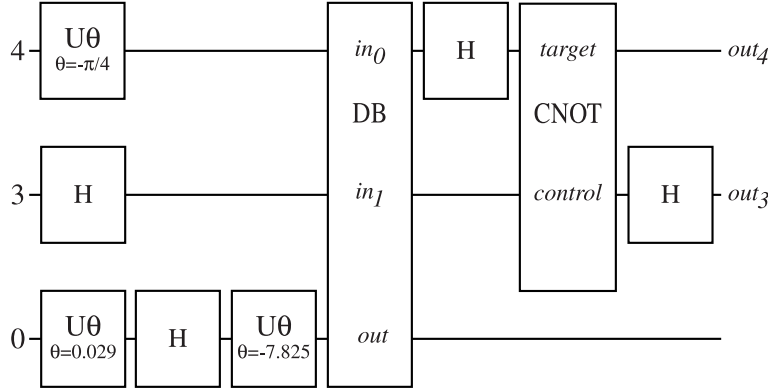 4 Uθ in0 H target out4
θ=-π/4
DB CNOT
3 H in1 control H out3
0 Uθ H Uθ out
θ=0.029 θ=-7.825